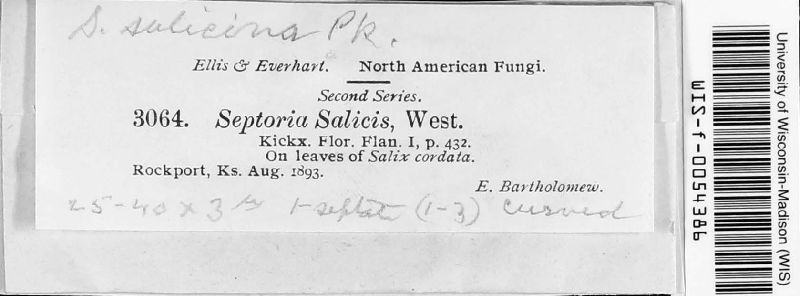 S. salicina Pk.
Ellis & Everhart. North American Fungi.
Second Series.
3064. Septoria Salicis, West.
Kickx. Flor. Flan. I, p. 432.
On leaves of Salix cordata.
Rockport, Ks. Aug. 1893.
E. Bartholomew.
25-40 x 3 µ 1-septate (1-3) curved
WIS-f-0054386
University of Wisconsin-Madison (WIS)